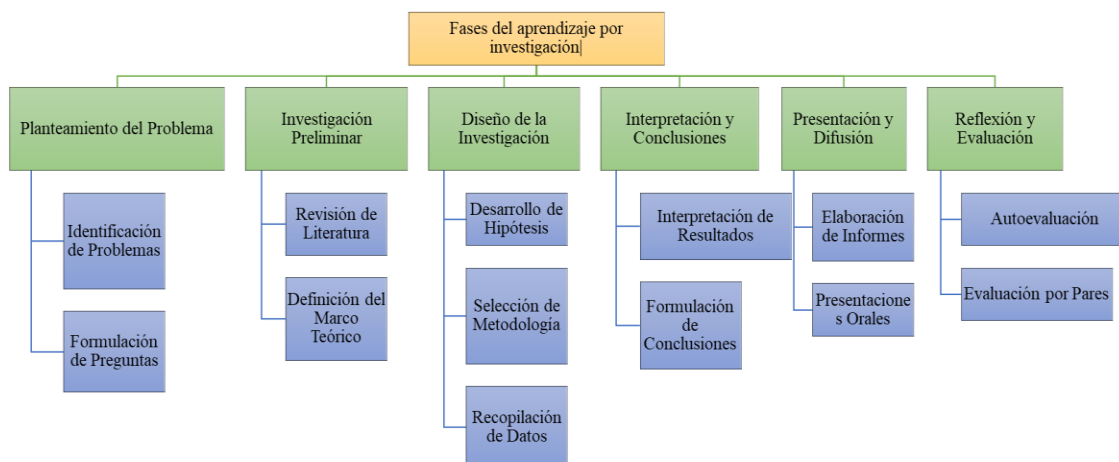 Fases del aprendizaje por
investigación
Planteamiento del Problema
Identificación
de Problemas
Formulación
de Preguntas
Investigación
Preliminar
Revisión de
Literatura
Definición del
Marco
Teórico
Diseño de la
Investigación
Desarrollo de
Hipótesis
Selección de
Metodología
Recopilación
de Datos
Interpretación y
Conclusiones
Interpretación de
Resultados
Formulación
de
Conclusiones
Presentación y
Difusión
Elaboración
de Informes
Presentacione
s Orales
Reflexión y
Evaluación
Autoevaluación
Evaluación por Pares